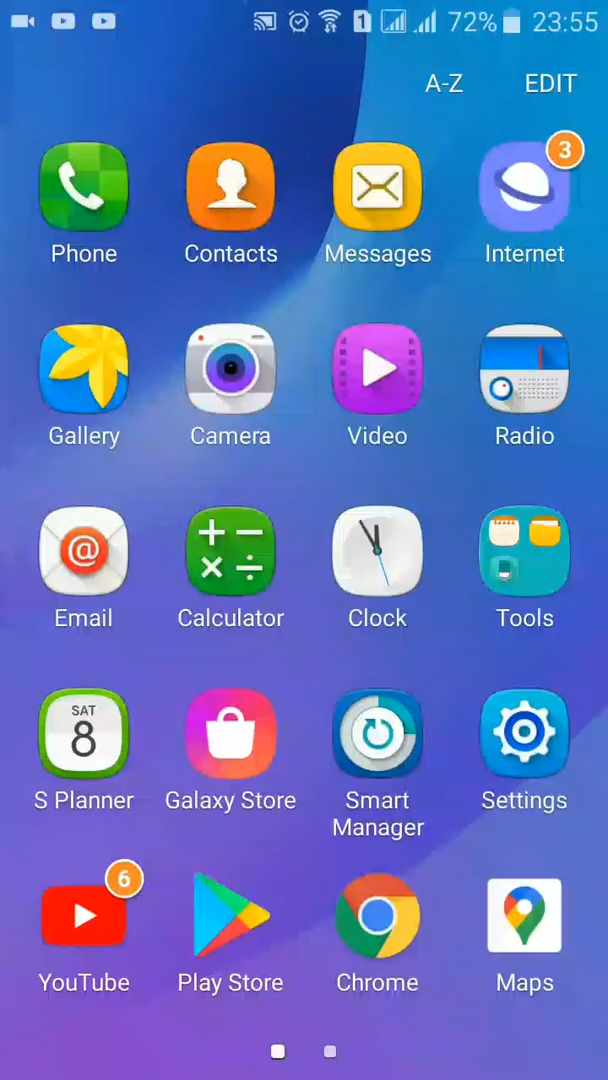 1 72% 23:55
A-Z EDIT
3
Phone Contacts Messages Internet
Gallery Camera Video Radio
@
Email Calculator Clock Tools
SAT
8
S Planner Galaxy Store Smart Manager Settings
6
YouTube Play Store Chrome Maps